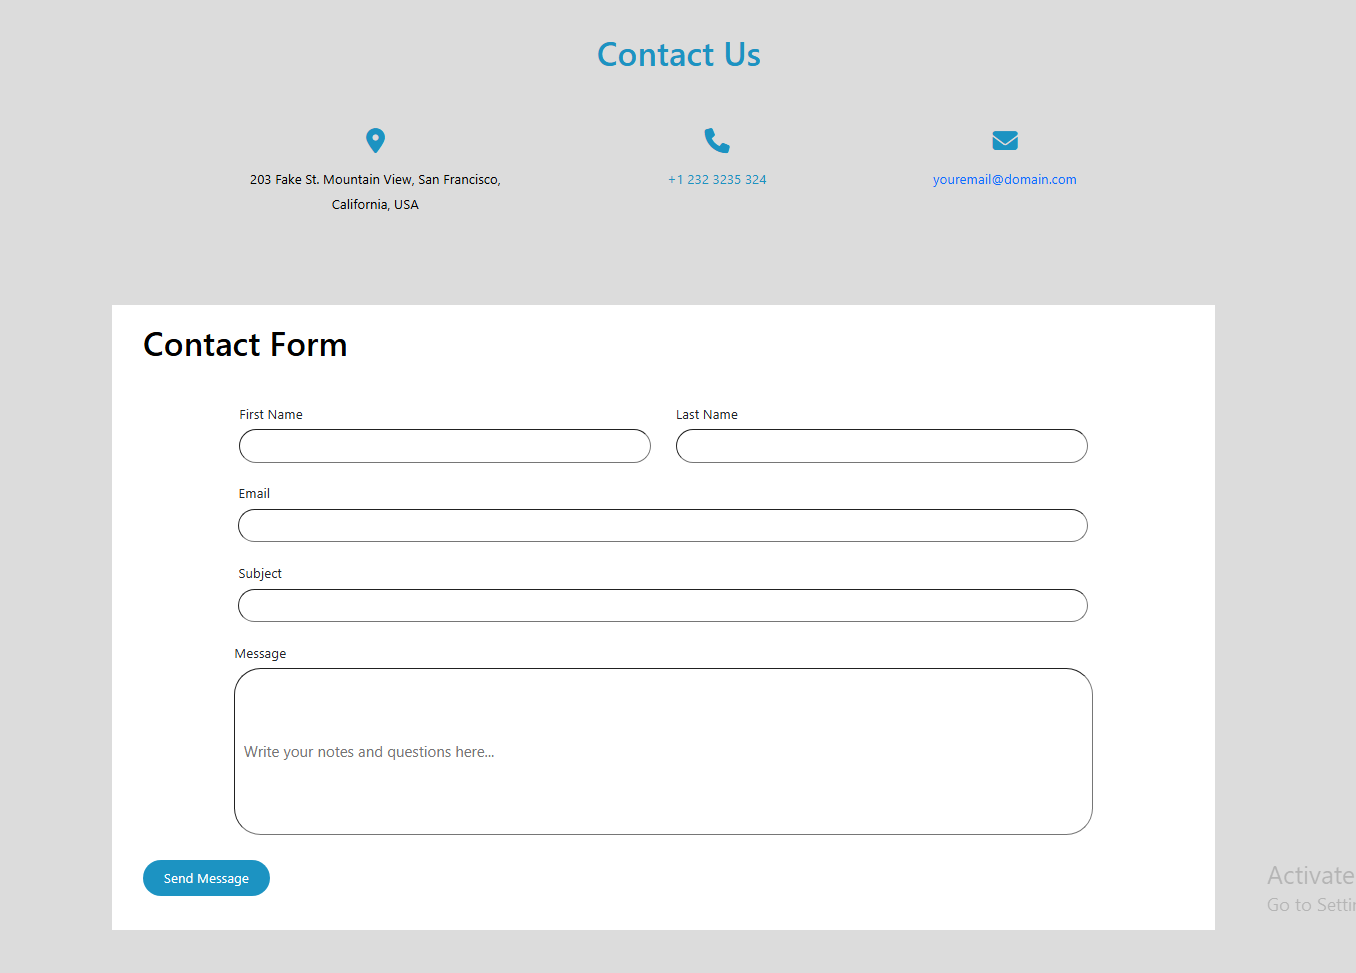 Contact Us
203 Fake St. Mountain View, San Francisco,
California, USA
+1 232 3235 324
youremail@domain.com
Contact Form
First Name
Last Name
Email
Subject
Message
Write your notes and questions here...
Send Message
Activate
Go to